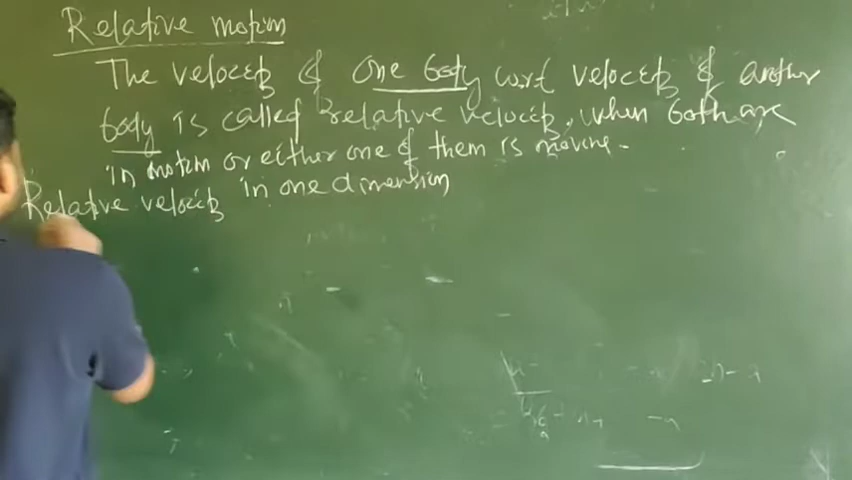 Relative motion
The velocity of one body w.r.t velocity of another
body is called relative velocity, when both are
in motion or either one of them is moving.
Relative velocity in one dimension